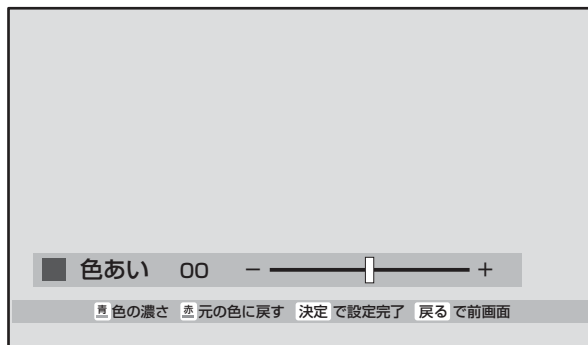 色あい 00 − +
青 色の濃さ 赤 元の色に戻す 決定 で設定完了 戻る で前画面